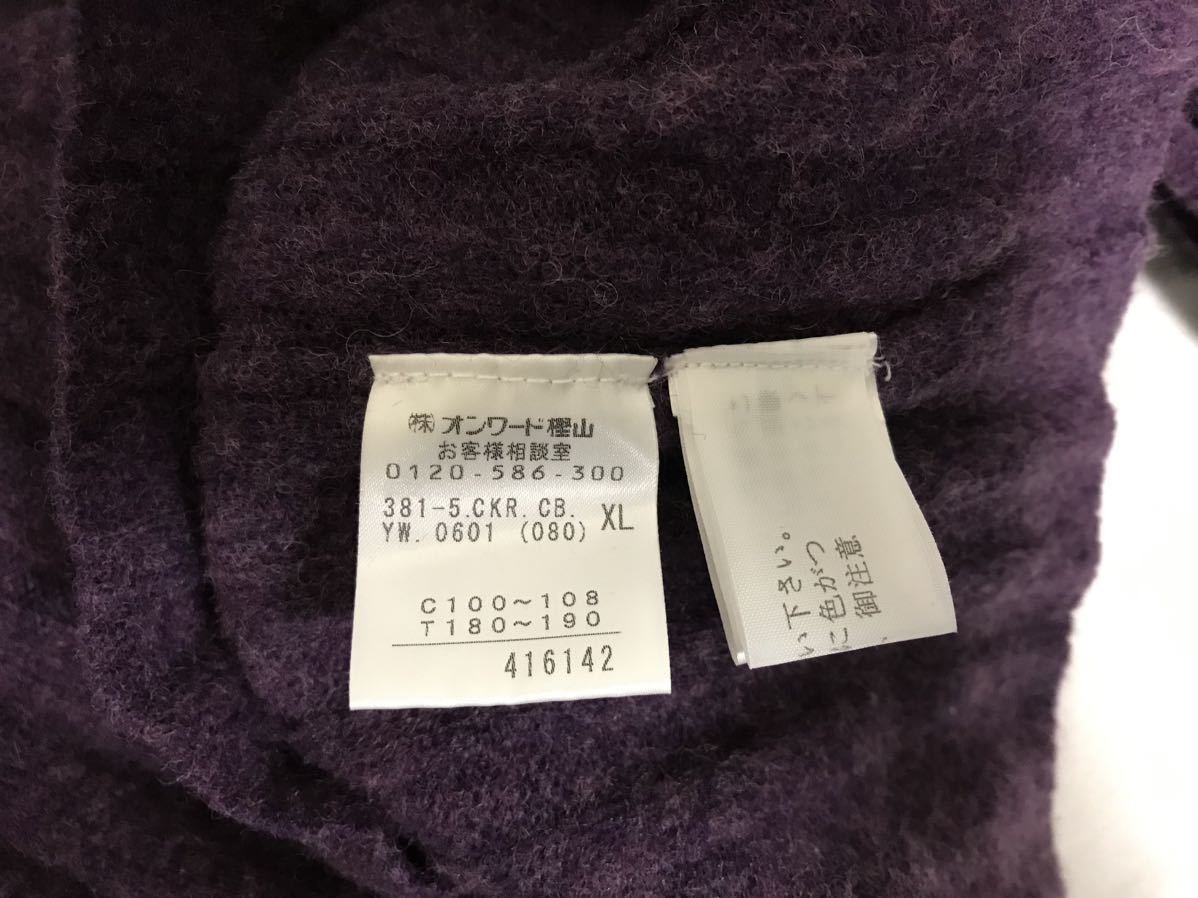 ㈱オンワード樫山
お客様相談室
0120-586-300
381-5.CKR.CB.
YW.0601 (080) XL
C100～108
T180～190
416142
い下さい。
に色がつ
御注意